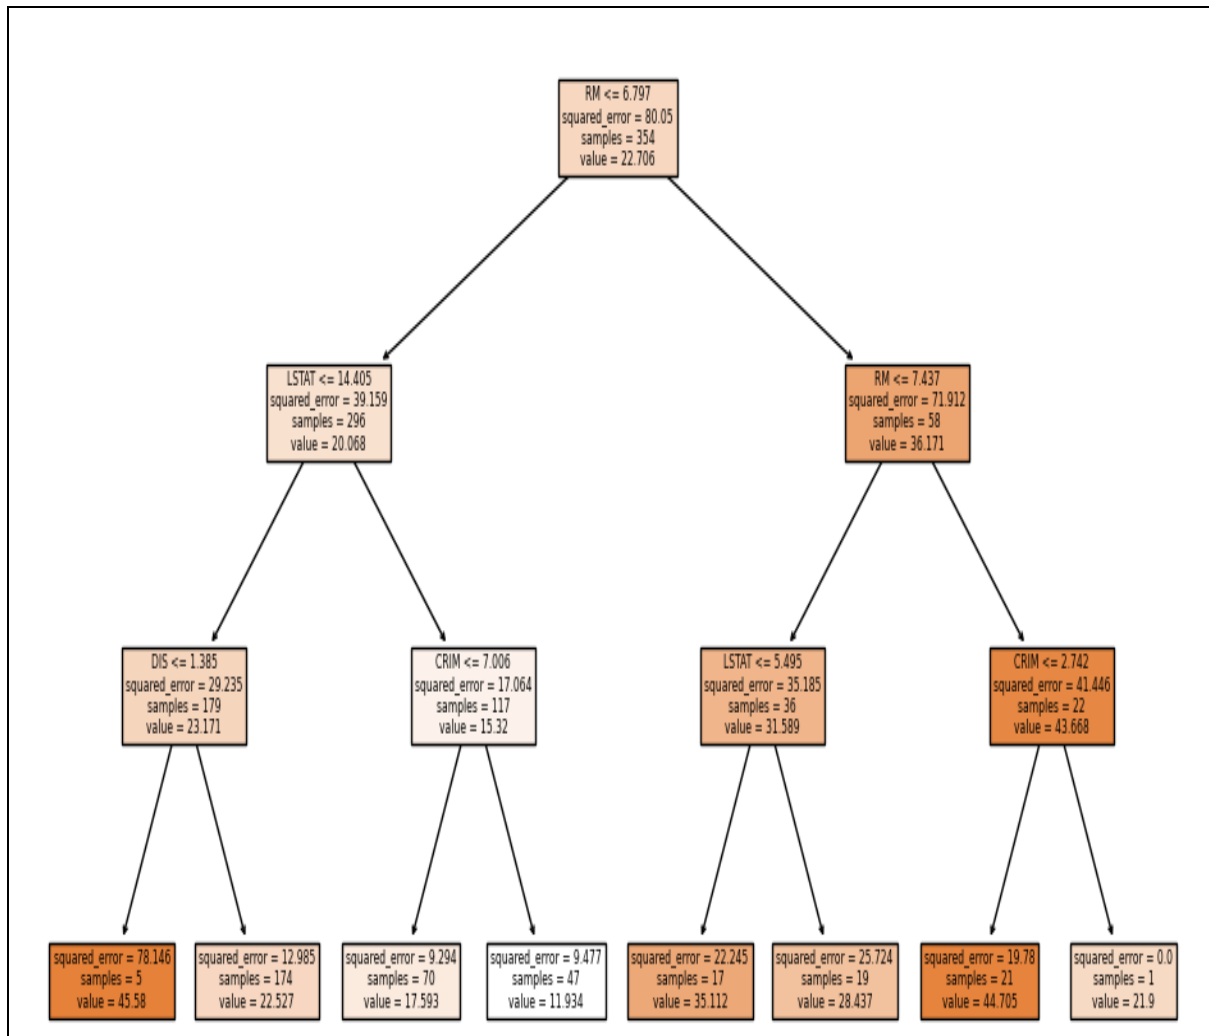 RM <= 6.797
squared_error = 80.05
samples = 354
value = 22.706
LSTAT <= 14.405
squared_error = 39.159
samples = 296
value = 20.068
RM <= 7.437
squared_error = 71.912
samples = 58
value = 36.171
DIS <= 1.385
squared_error = 29.235
samples = 179
value = 23.171
CRIM <= 7.006
squared_error = 17.064
samples = 117
value = 15.32
LSTAT <= 5.495
squared_error = 35.185
samples = 36
value = 31.589
CRIM <= 2.742
squared_error = 41.446
samples = 22
value = 43.668
squared_error = 78.146
samples = 5
value = 45.58
squared_error = 12.985
samples = 174
value = 22.527
squared_error = 9.294
samples = 70
value = 17.593
squared_error = 9.477
samples = 47
value = 11.934
squared_error = 22.245
samples = 17
value = 35.112
squared_error = 25.724
samples = 19
value = 28.437
squared_error = 19.78
samples = 21
value = 44.705
squared_error = 0.0
samples = 1
value = 21.9